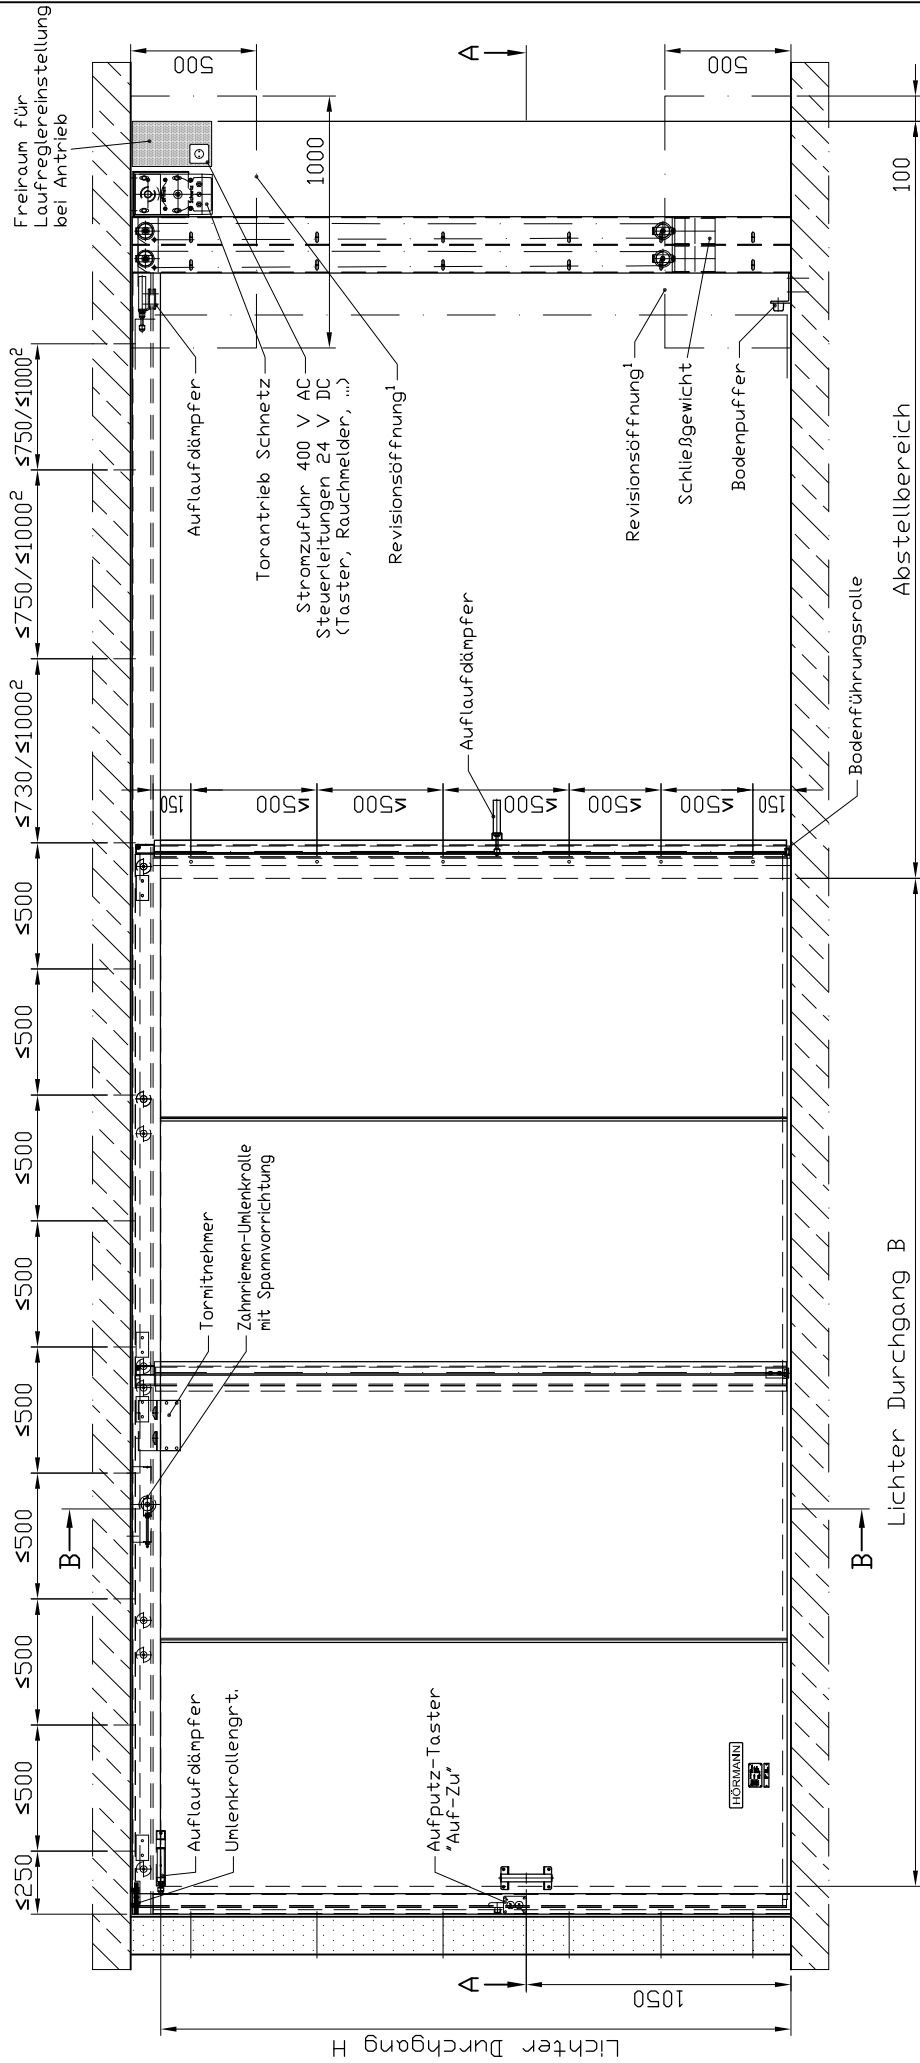 ≤250
≤500
≤500
≤500
≤500
≤500
≤500
≤500
≤500
≤730/≤1000²
≤750/≤1000²
≤750/≤1000²
Freiraum für
Laufreglereinstellung
bei Antrieb
B
B
A
A
500
500
1000
100
Auflaufdämpfer
Umlenkrollengrt.
Tormitnehmer
Zahnriemen-Umlenkrolle
mit Spannvorrichtung
Auflaufdämpfer
Torantrieb Schnetz
Stromzufuhr 400 V AC
Steuerleitungen 24 V DC
(Taster, Rauchmelder, ...)
Revisionsöffnung¹
Aufputz-Taster
"Auf-Zu"
Auflaufdämpfer
Revisionsöffnung¹
Schließgewicht
Bodenpuffer
150
≤500
≤500
≤500
≤500
≤500
150
HÖRMANN
Bodenführungsrolle
1050
Lichter Durchgang H
Lichter Durchgang B
Abstellbereich